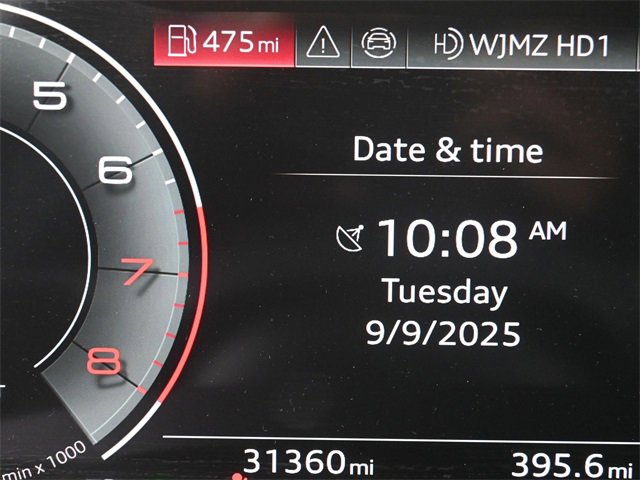 475 mi
WJMZ HD1
5
6
7
8
min x 1000
Date & time
10:08 AM
Tuesday
9/9/2025
31360 mi
395.6 mi